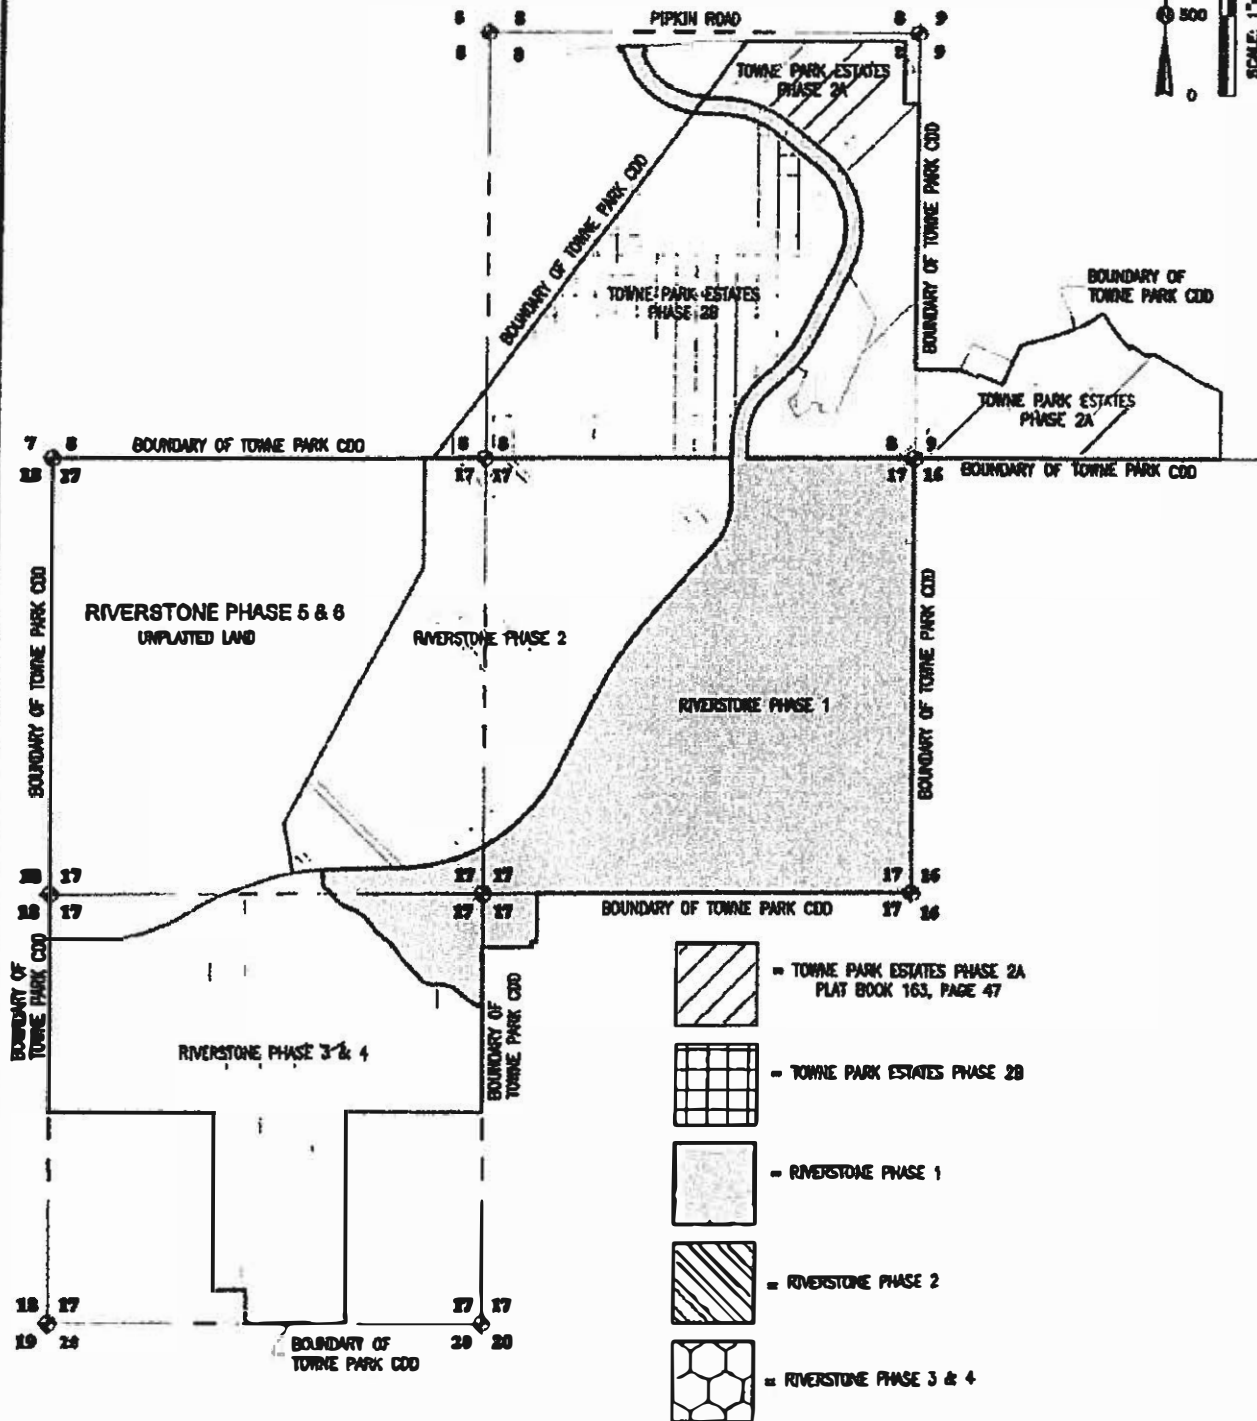 5 8
PIPKIN ROAD
8 9
8 8
9
500
0
SCALE: 1"
TOWNE PARK ESTATES
PHASE 2A
BOUNDARY OF TOWNE PARK CDD
BOUNDARY OF TOWNE PARK CDD
TOWNE PARK ESTATES
PHASE 2B
BOUNDARY OF
TOWNE PARK CDD
TOWNE PARK ESTATES
PHASE 2A
7 8
BOUNDARY OF TOWNE PARK CDD
8 8
8 9
18 17
17 17
17 16
BOUNDARY OF TOWNE PARK CDD
BOUNDARY OF TOWNE PARK CDD
RIVERSTONE PHASE 5 & 6
UNPLATTED LAND
RIVERSTONE PHASE 2
RIVERSTONE PHASE 1
BOUNDARY OF TOWNE PARK CDD
18 17
17 17
17 16
18 17
17 17
BOUNDARY OF TOWNE PARK CDD
17 16
BOUNDARY OF
TOWNE PARK CDD
BOUNDARY OF
TOWNE PARK CDD
RIVERSTONE PHASE 3 & 4
= TOWNE PARK ESTATES PHASE 2A
PLAT BOOK 163, PAGE 47
= TOWNE PARK ESTATES PHASE 2B
= RIVERSTONE PHASE 1
= RIVERSTONE PHASE 2
= RIVERSTONE PHASE 3 & 4
18 17
17 17
19
20 20
BOUNDARY OF
TOWNE PARK CDD